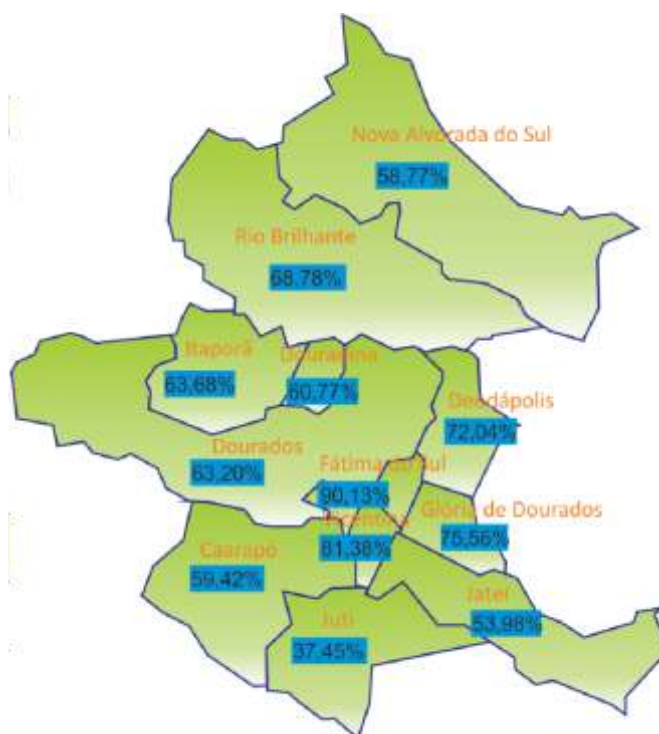 Nova Alvorada do Sul
58,77%
Rio Brilhante
68,78%
Itaporã
63,68%
Douradina
60,77%
Deodápolis
72,04%
Dourados
63,20%
Fátima do Sul
90,13%
Vicentina
81,38%
Glória de Dourados
75,56%
Caarapó
59,42%
Jateí
53,98%
Juti
37,45%